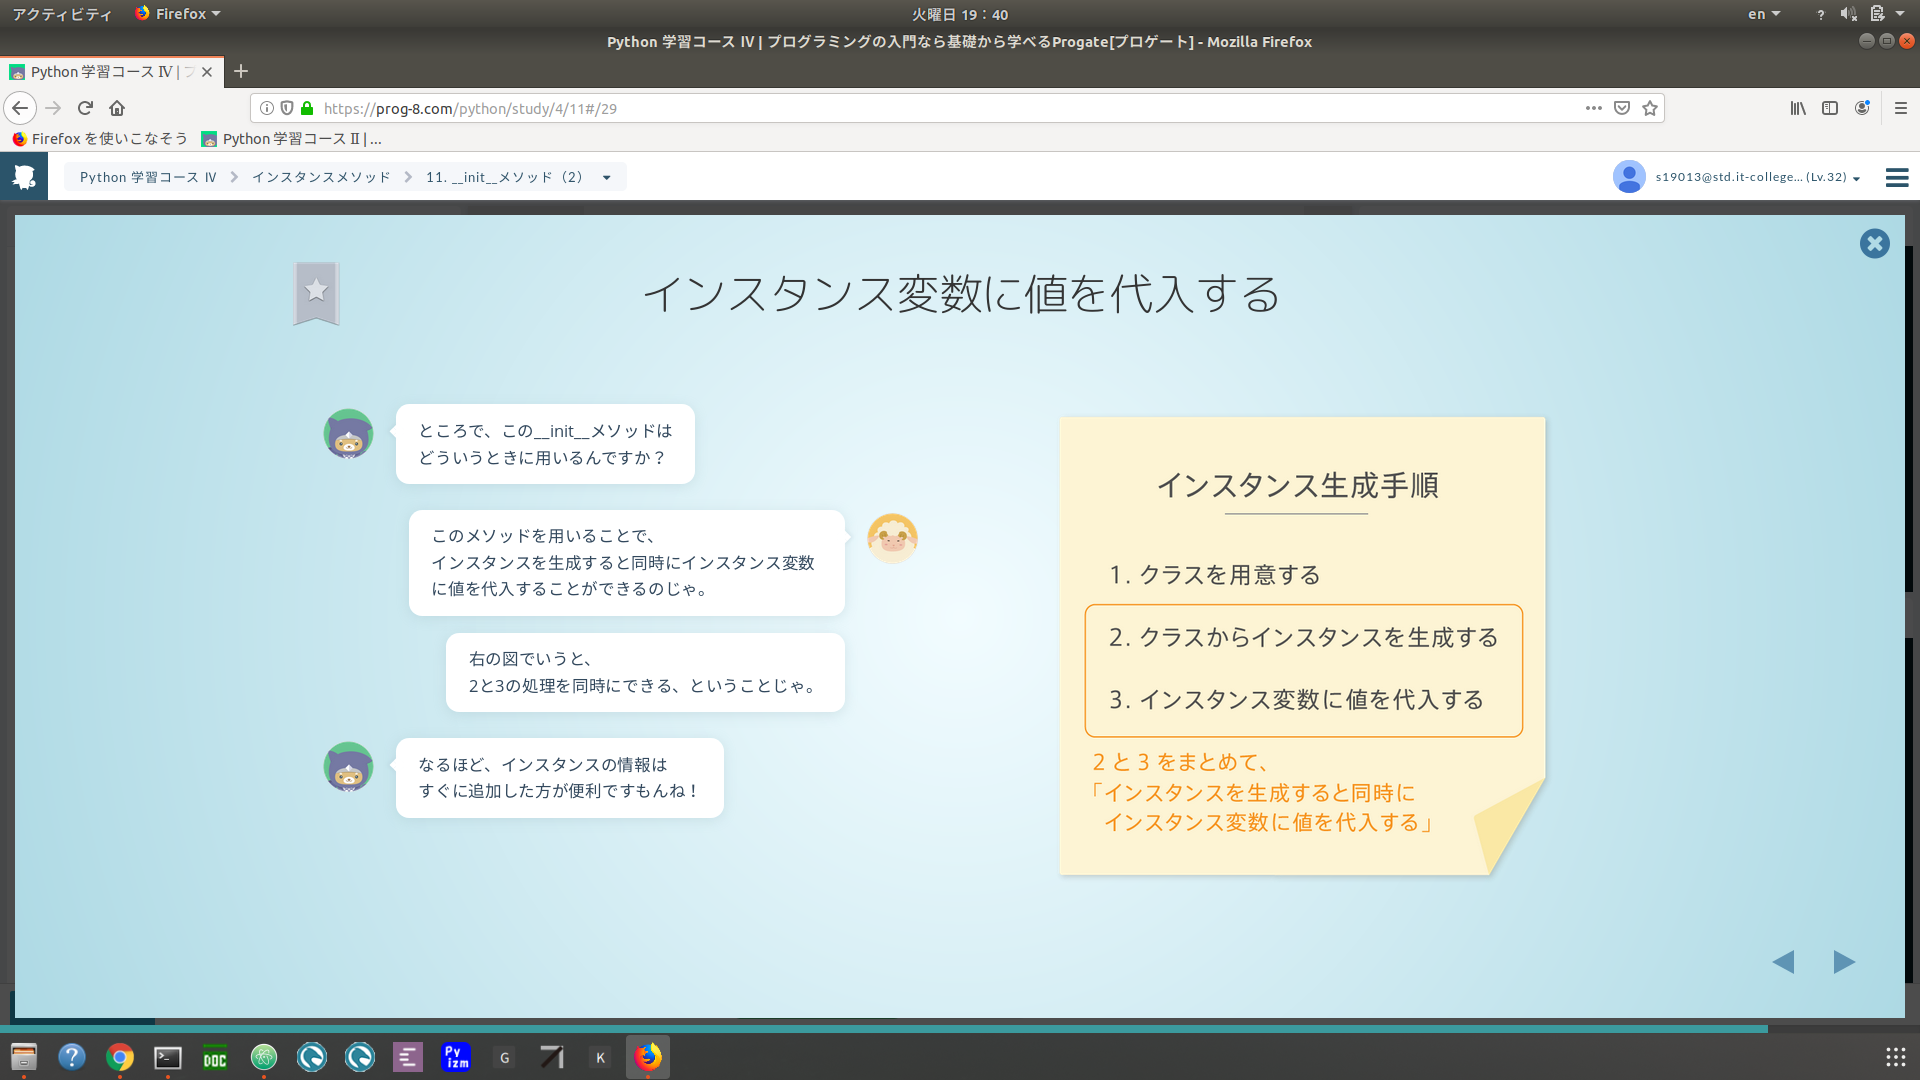 アクティビティ
Firefox
火曜日 19：40
en
Python 学習コース Ⅳ | プログラミングの入門なら基礎から学べるProgate[プロゲート] - Mozilla Firefox
Python 学習コース Ⅳ |
https://prog-8.com/python/study/4/11#/29
Firefox を使いこなそう
Python 学習コース Ⅱ | ...
Python 学習コース Ⅳ
インスタンスメソッド
11. __init__メソッド（2）
s19013@std.it-college... (Lv.32)
インスタンス変数に値を代入する
ところで、この__init__メソッドは
どういうときに用いるんですか？
このメソッドを用いることで、
インスタンスを生成すると同時にインスタンス変数
に値を代入することができるのじゃ。
右の図でいうと、
2と3の処理を同時にできる、ということじゃ。
なるほど、インスタンスの情報は
すぐに追加した方が便利ですもんね！
インスタンス生成手順
1. クラスを用意する
2. クラスからインスタンスを生成する
3. インスタンス変数に値を代入する
2 と 3 をまとめて、
「インスタンスを生成すると同時に
インスタンス変数に値を代入する」
DOC
Py
izm
G
K